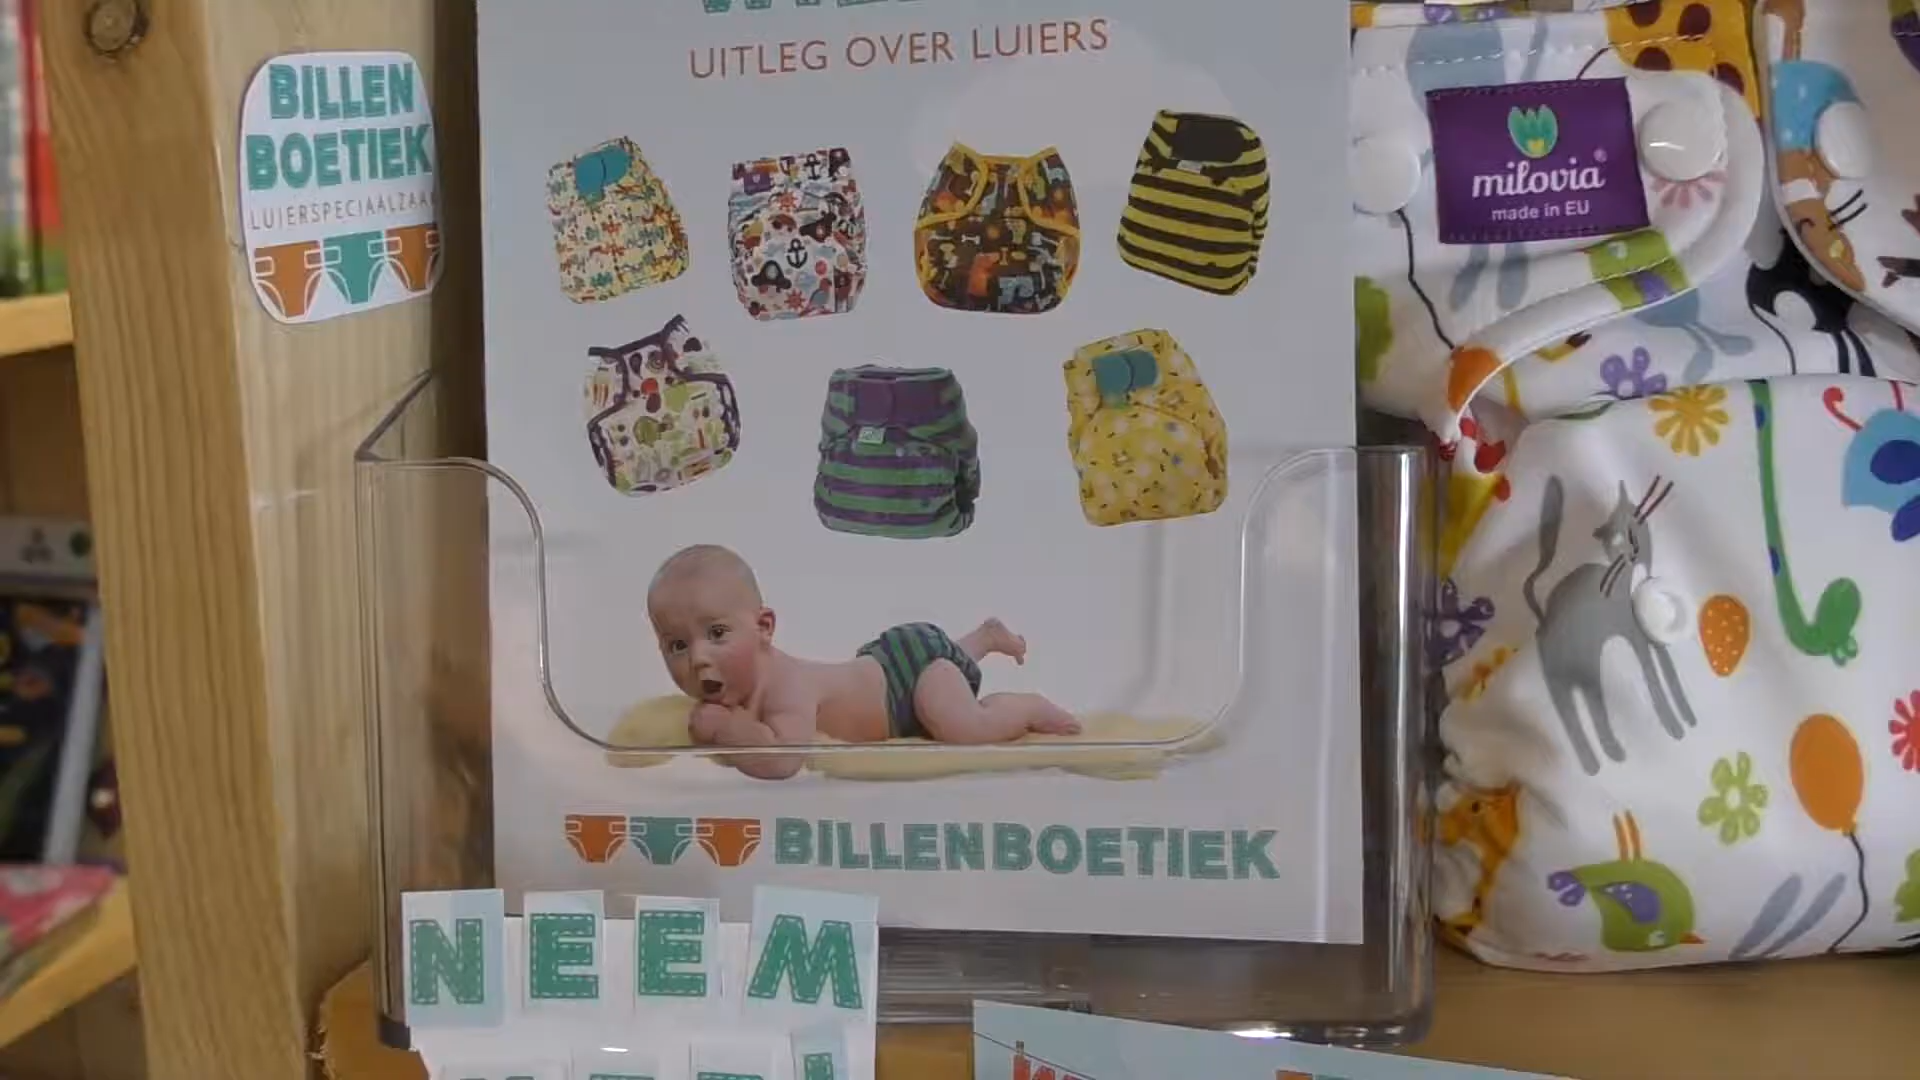 UITLEG OVER LUIERS
BILLEN
BOETIEK
LUIERSPECIAALZAAK
milovia®
made in EU
BILLENBOETIEK
NEEM